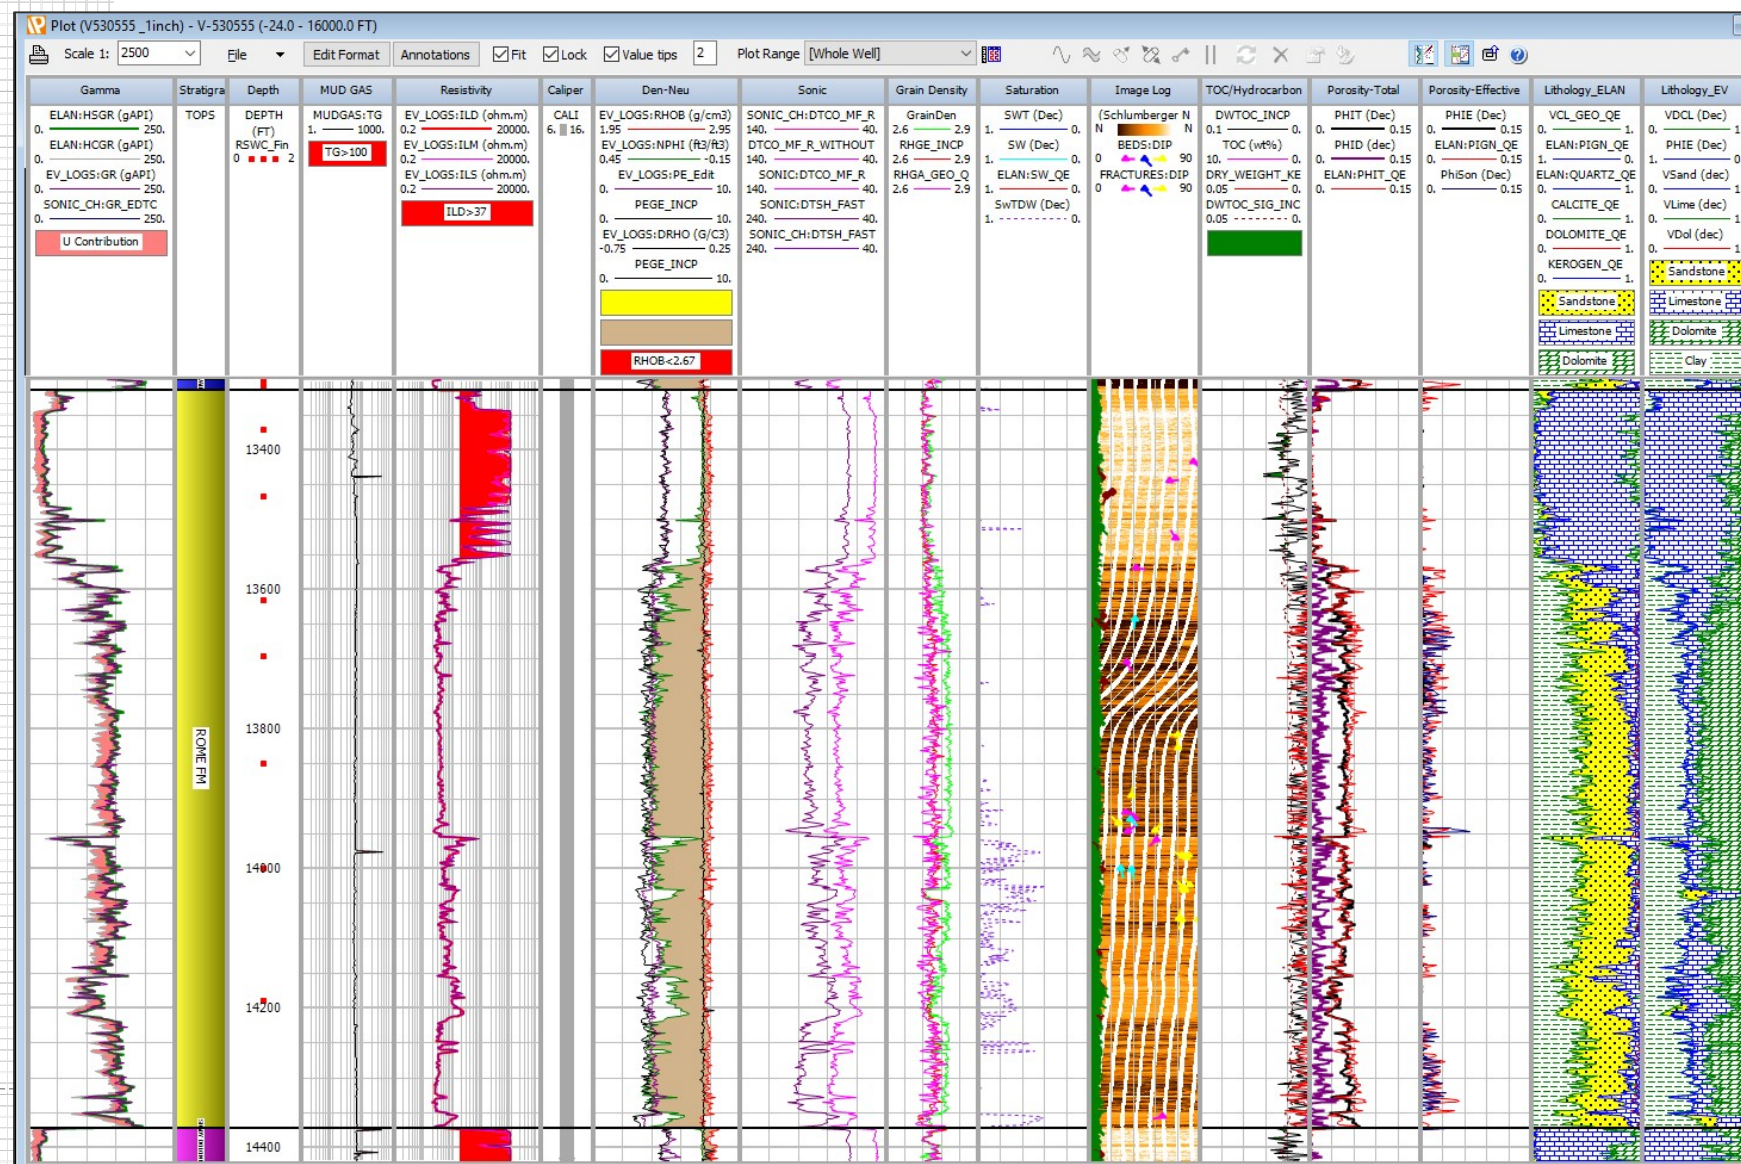 Plot (V530555 _1inch) - V-530555 (-24.0 - 16000.0 FT)
Scale 1: 2500 File Edit Format Annotations Fit Lock Value tips 2 Plot Range [Whole Well]
Gamma Stratigra Depth MUD GAS Resistivity Caliper Den-Neu Sonic Grain Density Saturation Image Log TOC/Hydrocarbon Porosity-Total Porosity-Effective Lithology_ELAN Lithology_EV
ELAN:HSGR (gAPI)
0. 250.
ELAN:HCGR (gAPI)
0. 250.
EV_LOGS:GR (gAPI)
0. 250.
SONIC_CH:GR_EDTC
0. 250.
U Contribution
TOPS
DEPTH
(FT)
RSWC_Fin
0 2
MUDGAS:TG
1. 1000.
TG>100
EV_LOGS:ILD (ohm.m)
0.2 20000.
EV_LOGS:ILM (ohm.m)
0.2 20000.
EV_LOGS:ILS (ohm.m)
0.2 20000.
ILD>37
CALI
6. 16.
EV_LOGS:RHOB (g/cm3)
1.95 2.95
EV_LOGS:NPHI (ft3/ft3)
0.45 -0.15
EV_LOGS:PE_Edit
0. 10.
PEGE_INCP
0. 10.
EV_LOGS:DRHO (G/C3)
-0.75 0.25
PEGE_INCP
0. 10.
RHOB<2.67
SONIC_CH:DTCO_MF_R
140. 40.
DTCO_MF_R_WITHOUT
140. 40.
SONIC:DTCO_MF_R
140. 40.
SONIC:DTSH_FAST
240. 40.
SONIC_CH:DTSH_FAST
240. 40.
GrainDen
2.6 2.9
RHGE_INCP
2.6 2.9
RHGA_GEO_Q
2.6 2.9
SWT (Dec)
1. 0.
SW (Dec)
1. 0.
ELAN:SW_QE
1. 0.
SwTDW (Dec)
1. 0.
(Schlumberger N
N N
BEDS:DIP
0 90
FRACTURES:DIP
0 90
DWTOC_INCP
0.1 0.
TOC (wt%)
10. 0.
DRY_WEIGHT_KE
0.05 0.
DWTOC_SIG_INC
0.05 0.
PHIT (Dec)
0. 0.15
PHID (dec)
0. 0.15
ELAN:PHIT_QE
0. 0.15
PHIE (Dec)
0. 0.15
ELAN:PIGN_QE
0. 0.15
PhiSon (Dec)
0. 0.15
VCL_GEO_QE
0. 1.
ELAN:PIGN_QE
1. 0.
ELAN:QUARTZ_QE
0. 1.
CALCITE_QE
0. 1.
DOLOMITE_QE
0. 1.
KEROGEN_QE
0. 1.
Sandstone
Limestone
Dolomite
VDCL (Dec)
0. 1
PHIE (Dec)
1. 0
VSand (dec)
0. 1
VLime (dec)
0. 1
VDol (dec)
0. 1
Sandstone
Limestone
Dolomite
Clay
13400
13600
13800
ROME FM
14000
14200
14400